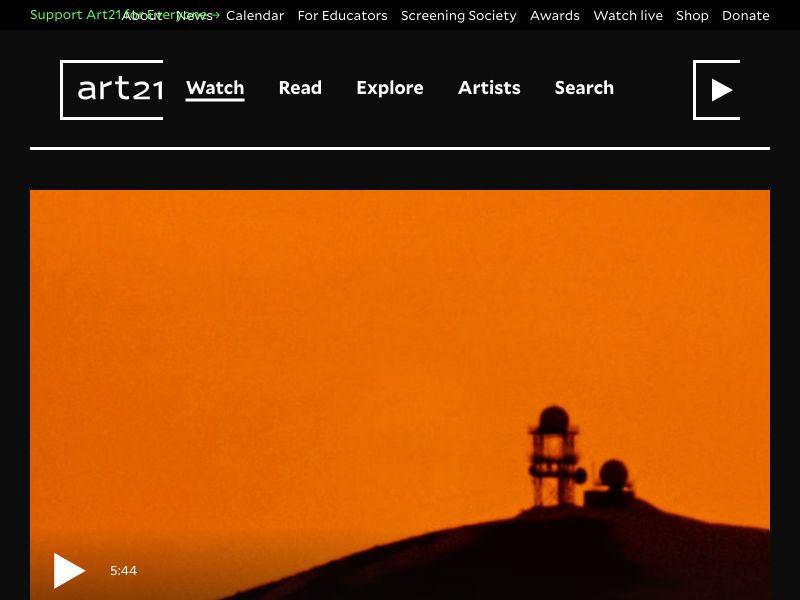 Support Art21 for Everyone →
About News Calendar For Educators Screening Society Awards Watch live Shop Donate
art21
Watch Read Explore Artists Search
5:44